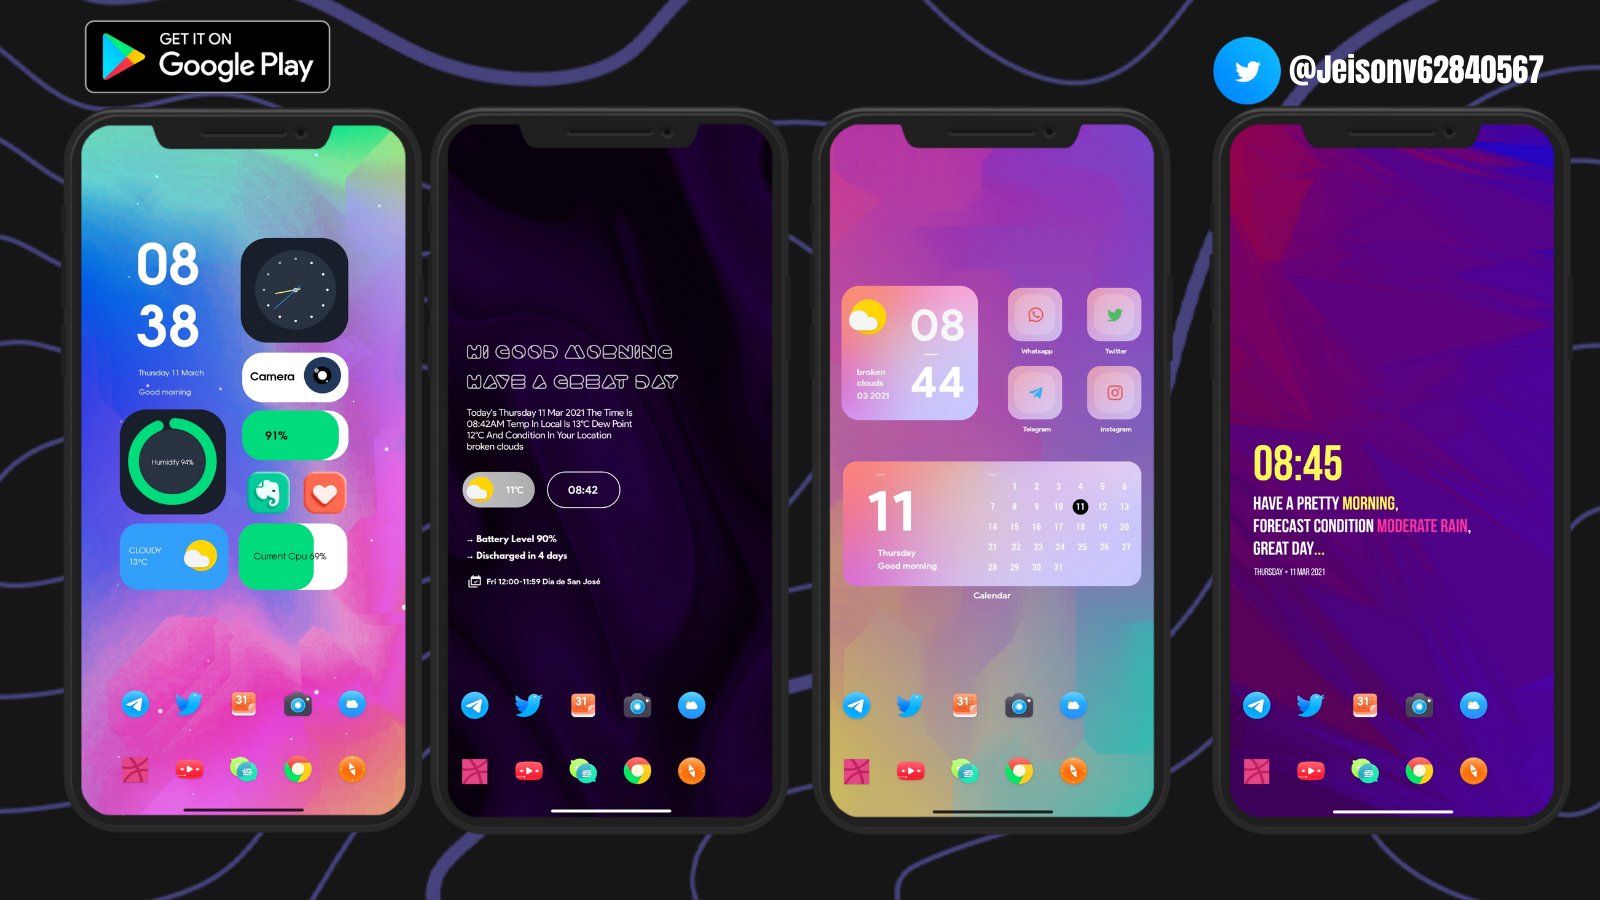 GET IT ON
Google Play
@Jeisonv62840567
08
38
Thursday 11 March
Good morning
Camera
91%
Humidity 94%
CLOUDY
13°C
Current Cpu 69%
31
HI GOOD MORNING
HAVE A GREAT DAY
Today's Thursday 11 Mar 2021 The Time Is
08:42AM Temp In Local Is 13°C Dew Point
12°C And Condition In Your Location
broken clouds
11°C
08:42
→ Battery Level 90%
→ Discharged in 4 days
Fri 12:00-11:59 Día de San José
31
08
44
broken
clouds
03 2021
Whatsapp
Twitter
Telegram
Instagram
11
Thursday
Good morning
1 2 3 4 5 6
7 8 9 10 11 12 13
14 15 16 17 18 19 20
21 22 23 24 25 26 27
28 29 30 31
Calendar
31
08:45
HAVE A PRETTY MORNING,
FORECAST CONDITION MODERATE RAIN,
GREAT DAY...
THURSDAY + 11 MAR 2021
31